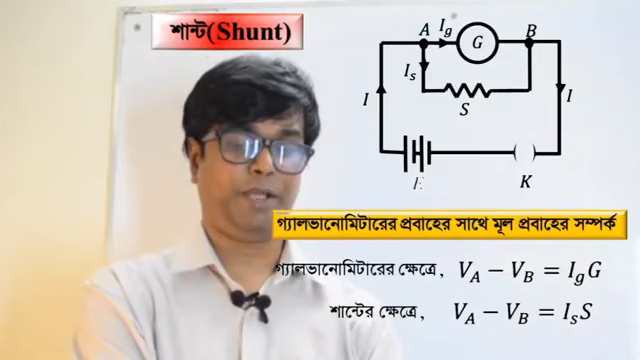 শান্ট(Shunt)
A
I_g
G
B
I_s
I
S
I
E
K
গ্যালভানোমিটারের প্রবাহের সাথে মূল প্রবাহের সম্পর্ক
গ্যালভানোমিটারের ক্ষেত্রে, V_A − V_B = I_g G
শান্টের ক্ষেত্রে, V_A − V_B = I_s S